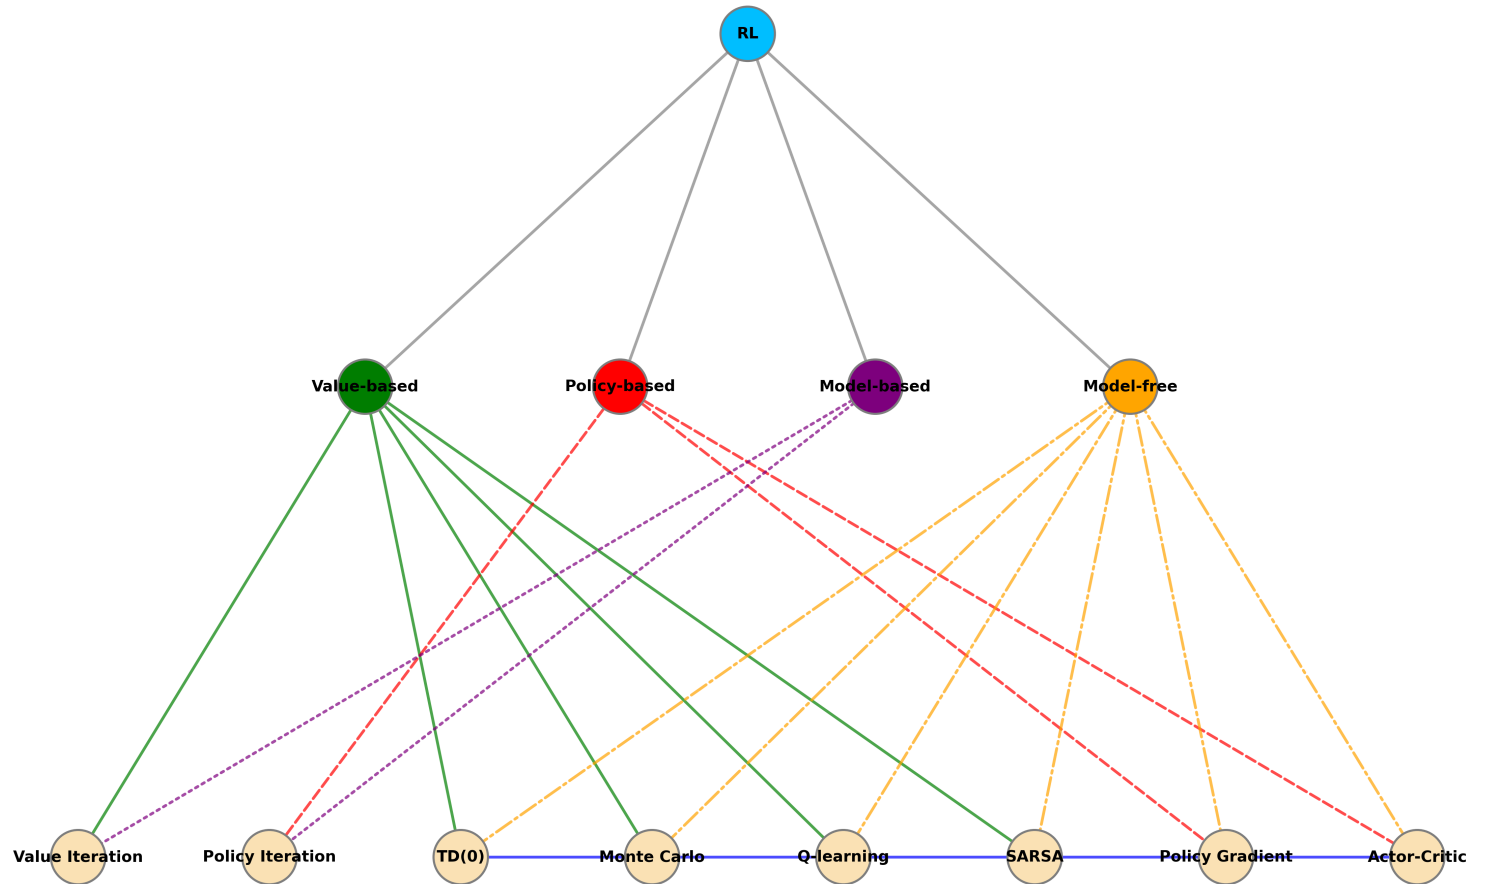 RL
Value-based
Policy-based
Model-based
Model-free
Value Iteration
Policy Iteration
TD(0)
Monte Carlo
Q-learning
SARSA
Policy Gradient
Actor-Critic